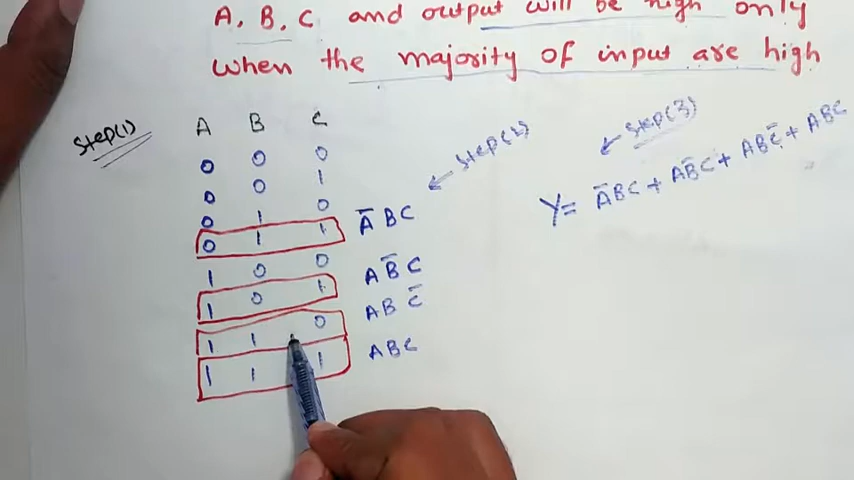 A, B, C and output will be high only
when the majority of input are high
Step(1)
A B C
0 0 0
0 0 1
0 1 0
0 1 1 A̅BC
1 0 0
1 0 1 AB̅C
1 1 0 ABC̅
1 1 1 ABC
Step(2)
Step(3)
Y= A̅BC + AB̅C + ABC̅ + ABC